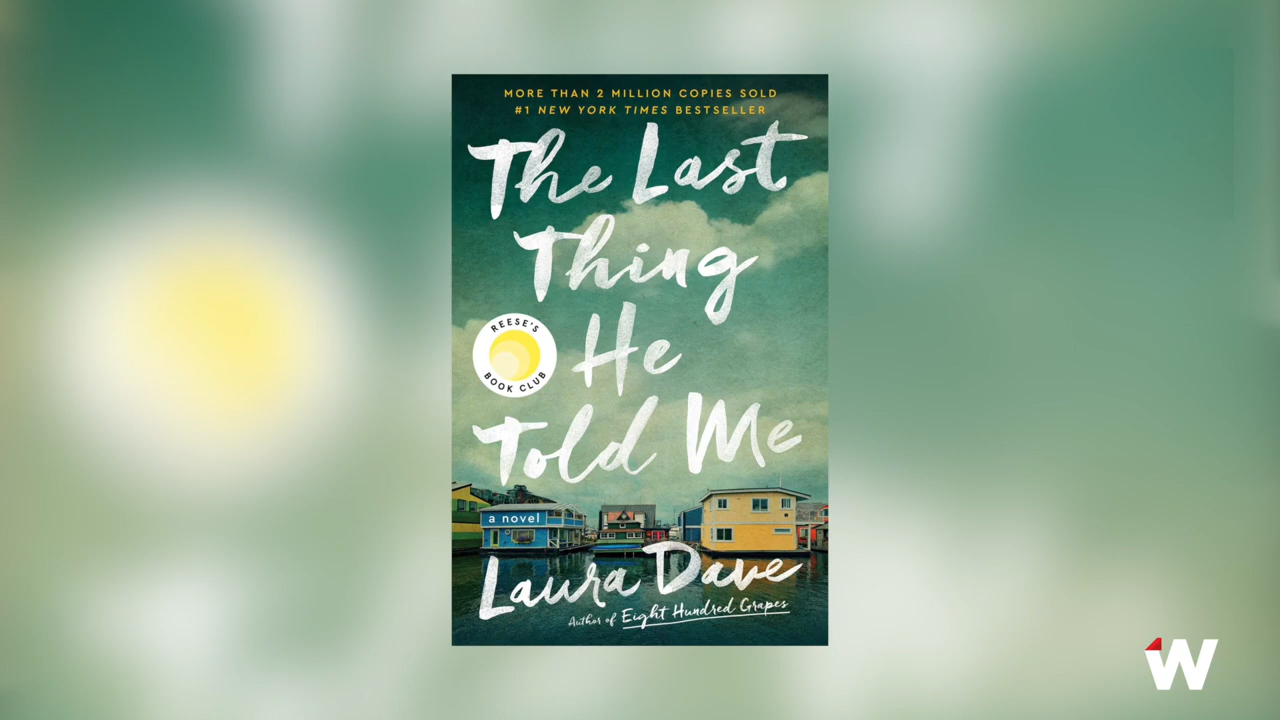 MORE THAN 2 MILLION COPIES SOLD
#1 NEW YORK TIMES BESTSELLER
The Last
Thing
He
Told Me
REESE'S
BOOK CLUB
a novel
Laura Dave
Author of Eight Hundred Grapes
W